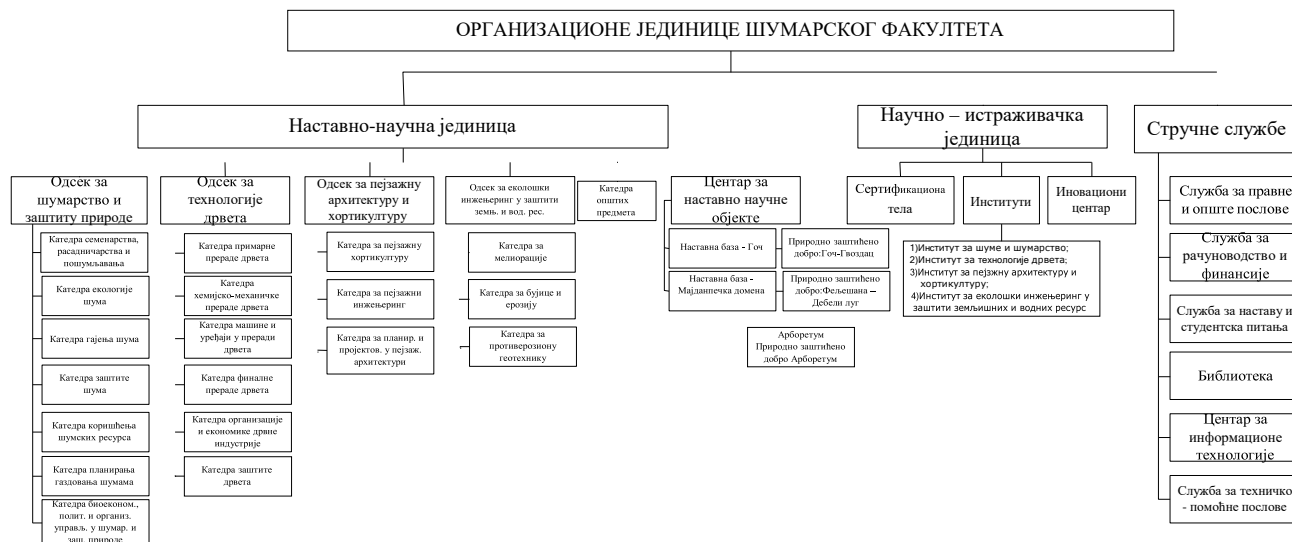 ОРГАНИЗАЦИОНЕ ЈЕДИНИЦЕ ШУМАРСКОГ ФАКУЛТЕТА
Наставно-научна јединица
Научно – истраживачка
јединица
Стручне службе
Одсек за
шумарство и
заштиту природе
Одсек за
технологије
дрвета
Одсек за пејзажну
архитектуру и
хортикултуру
Одсек за еколошки
инжењеринг у заштити
земњ. и вод. рес.
Катедра
општих
предмета
Центар за
наставно научне
објекте
Сертификациона
тела
Институти
Иновациони
центар
Катедра семенарства,
расадничарства и
пошумљавања
Катедра екологије
шума
Катедра гајења шума
Катедра заштите
шума
Катедра коришћења
шумских ресурса
Катедра планирања
газдовања шумама
Катедра биоеконом.,
полит. и организ.
управљ. у шумар. и
заш. природе
Катедра примарне
прераде дрвета
Катедра
хемијско-механичке
прераде дрвета
Катедра машине и
уређаји у преради
дрвета
Катедра финалне
прераде дрвета
Катедра организације
и економике дрвне
индустрије
Катедра заштите
дрвета
Катедра за пејзажну
хортикултуру
Катедра за пејзажни
инжењеринг
Катедра за планир. и
пројектов. у пејзаж.
архитектури
Катедра за
мелиорације
Катедра за бујице и
ерозију
Катедра за
противерозиону
геотехнику
Наставна база - Гоч
Природно заштићено
добро:Гоч-Гвоздац
Наставна база -
Мајданпечка домена
Природно заштићено
добро:Фељешана –
Дебели луг
Арборетум
Природно заштићено
добро Арборетум
1)Институт за шуме и шумарство;
2)Институт за технологије дрвета;
3)Институт за пејзжну архитектуру и
хортикултуру;
4)Институт за еколошки инжењеринг у
заштити земљишних и водних ресурс
Служба за правне
и опште послове
Служба за
рачуноводство и
финансије
Служба за наставу и
студентска питања
Библиотека
Центар за
информационе
технологије
Служба за техничко
- помоћне послове